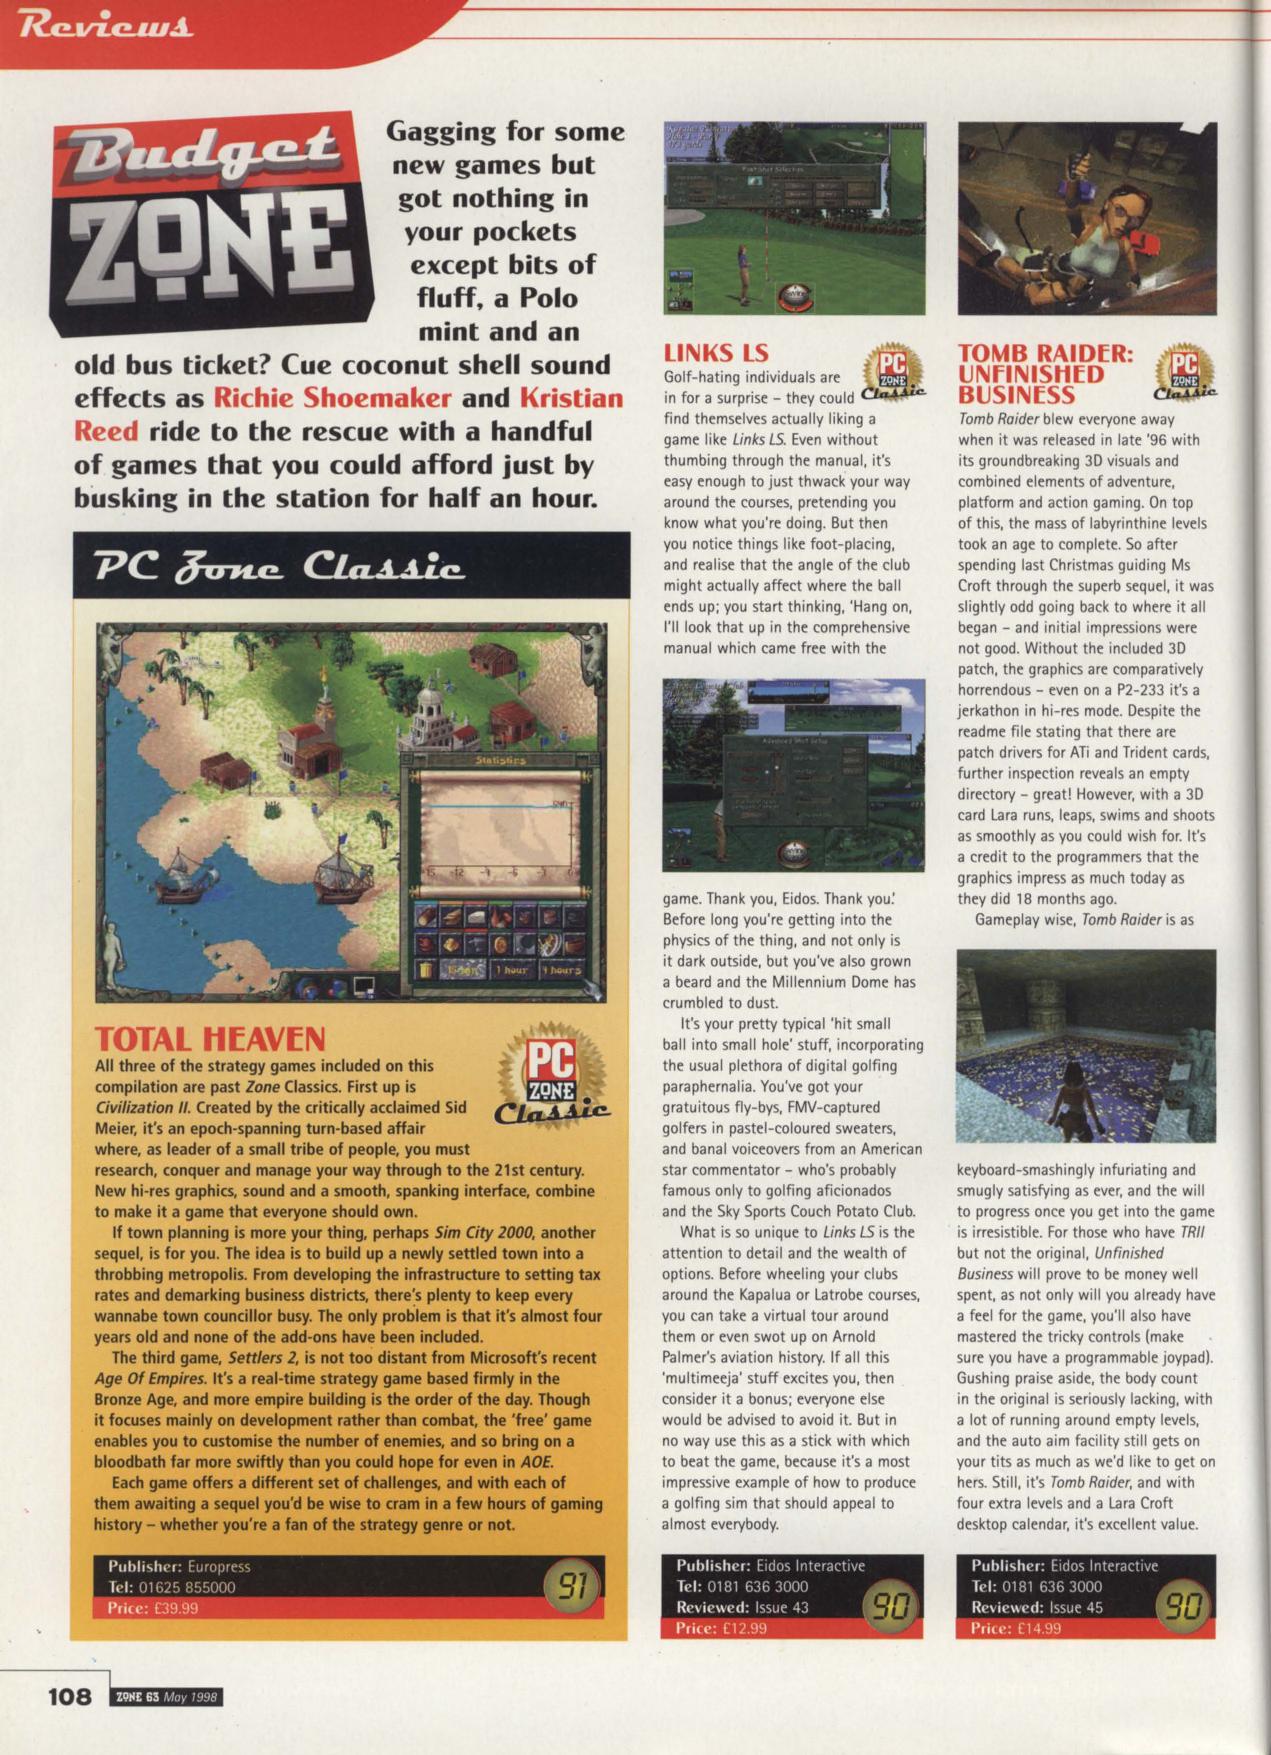 Reviews
Budget
ZONE
Gagging for some
new games but
got nothing in
your pockets
except bits of
fluff, a Polo
mint and an
old bus ticket? Cue coconut shell sound
effects as Richie Shoemaker and Kristian
Reed ride to the rescue with a handful
of games that you could afford just by
busking in the station for half an hour.
PC Zone Classic
Statistics
1 hour
4 hours
TOTAL HEAVEN
PC
ZONE
Classic
All three of the strategy games included on this
compilation are past Zone Classics. First up is
Civilization II. Created by the critically acclaimed Sid
Meier, it's an epoch-spanning turn-based affair
where, as leader of a small tribe of people, you must
research, conquer and manage your way through to the 21st century.
New hi-res graphics, sound and a smooth, spanking interface, combine
to make it a game that everyone should own.
If town planning is more your thing, perhaps Sim City 2000, another
sequel, is for you. The idea is to build up a newly settled town into a
throbbing metropolis. From developing the infrastructure to setting tax
rates and demarking business districts, there's plenty to keep every
wannabe town councillor busy. The only problem is that it's almost four
years old and none of the add-ons have been included.
The third game, Settlers 2, is not too distant from Microsoft's recent
Age Of Empires. It's a real-time strategy game based firmly in the
Bronze Age, and more empire building is the order of the day. Though
it focuses mainly on development rather than combat, the 'free' game
enables you to customise the number of enemies, and so bring on a
bloodbath far more swiftly than you could hope for even in AOE.
Each game offers a different set of challenges, and with each of
them awaiting a sequel you'd be wise to cram in a few hours of gaming
history – whether you're a fan of the strategy genre or not.
Publisher: Europress
Tel: 01625 855000
Price: £39.99
91
LINKS LS
PC
ZONE
Classic
Golf-hating individuals are
in for a surprise – they could
find themselves actually liking a
game like Links LS. Even without
thumbing through the manual, it's
easy enough to just thwack your way
around the courses, pretending you
know what you're doing. But then
you notice things like foot-placing,
and realise that the angle of the club
might actually affect where the ball
ends up; you start thinking, 'Hang on,
I'll look that up in the comprehensive
manual which came free with the
Advanced Shot Setup
game. Thank you, Eidos. Thank you.'
Before long you're getting into the
physics of the thing, and not only is
it dark outside, but you've also grown
a beard and the Millennium Dome has
crumbled to dust.
It's your pretty typical 'hit small
ball into small hole' stuff, incorporating
the usual plethora of digital golfing
paraphernalia. You've got your
gratuitous fly-bys, FMV-captured
golfers in pastel-coloured sweaters,
and banal voiceovers from an American
star commentator – who's probably
famous only to golfing aficionados
and the Sky Sports Couch Potato Club.
What is so unique to Links LS is the
attention to detail and the wealth of
options. Before wheeling your clubs
around the Kapalua or Latrobe courses,
you can take a virtual tour around
them or even swot up on Arnold
Palmer's aviation history. If all this
'multimeeja' stuff excites you, then
consider it a bonus; everyone else
would be advised to avoid it. But in
no way use this as a stick with which
to beat the game, because it's a most
impressive example of how to produce
a golfing sim that should appeal to
almost everybody.
Publisher: Eidos Interactive
Tel: 0181 636 3000
Reviewed: Issue 43
Price: £12.99
90
TOMB RAIDER:
UNFINISHED
BUSINESS
PC
ZONE
Classic
Tomb Raider blew everyone away
when it was released in late '96 with
its groundbreaking 3D visuals and
combined elements of adventure,
platform and action gaming. On top
of this, the mass of labyrinthine levels
took an age to complete. So after
spending last Christmas guiding Ms
Croft through the superb sequel, it was
slightly odd going back to where it all
began – and initial impressions were
not good. Without the included 3D
patch, the graphics are comparatively
horrendous – even on a P2-233 it's a
jerkathon in hi-res mode. Despite the
readme file stating that there are
patch drivers for ATi and Trident cards,
further inspection reveals an empty
directory – great! However, with a 3D
card Lara runs, leaps, swims and shoots
as smoothly as you could wish for. It's
a credit to the programmers that the
graphics impress as much today as
they did 18 months ago.
Gameplay wise, Tomb Raider is as
keyboard-smashingly infuriating and
smugly satisfying as ever, and the will
to progress once you get into the game
is irresistible. For those who have TRII
but not the original, Unfinished
Business will prove to be money well
spent, as not only will you already have
a feel for the game, you'll also have
mastered the tricky controls (make
sure you have a programmable joypad).
Gushing praise aside, the body count
in the original is seriously lacking, with
a lot of running around empty levels,
and the auto aim facility still gets on
your tits as much as we'd like to get on
hers. Still, it's Tomb Raider, and with
four extra levels and a Lara Croft
desktop calendar, it's excellent value.
Publisher: Eidos Interactive
Tel: 0181 636 3000
Reviewed: Issue 45
Price: £14.99
90
108
ZONE 63 May 1998